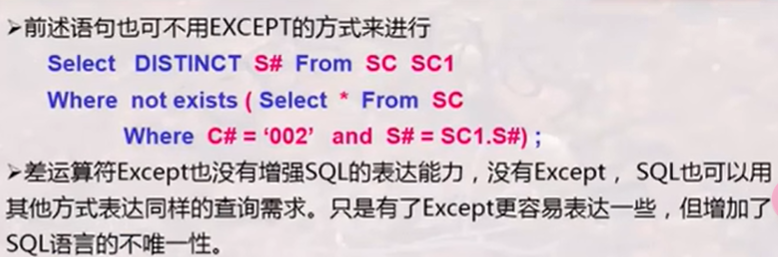 ➢前述语句也可不用EXCEPT的方式来进行
Select DISTINCT S# From SC SC1
Where not exists ( Select * From SC
Where C# = ‘002’ and S# = SC1.S#) ;
➢差运算符Except也没有增强SQL的表达能力，没有Except， SQL也可以用
其他方式表达同样的查询需求。只是有了Except更容易表达一些，但增加了
SQL语言的不唯一性。